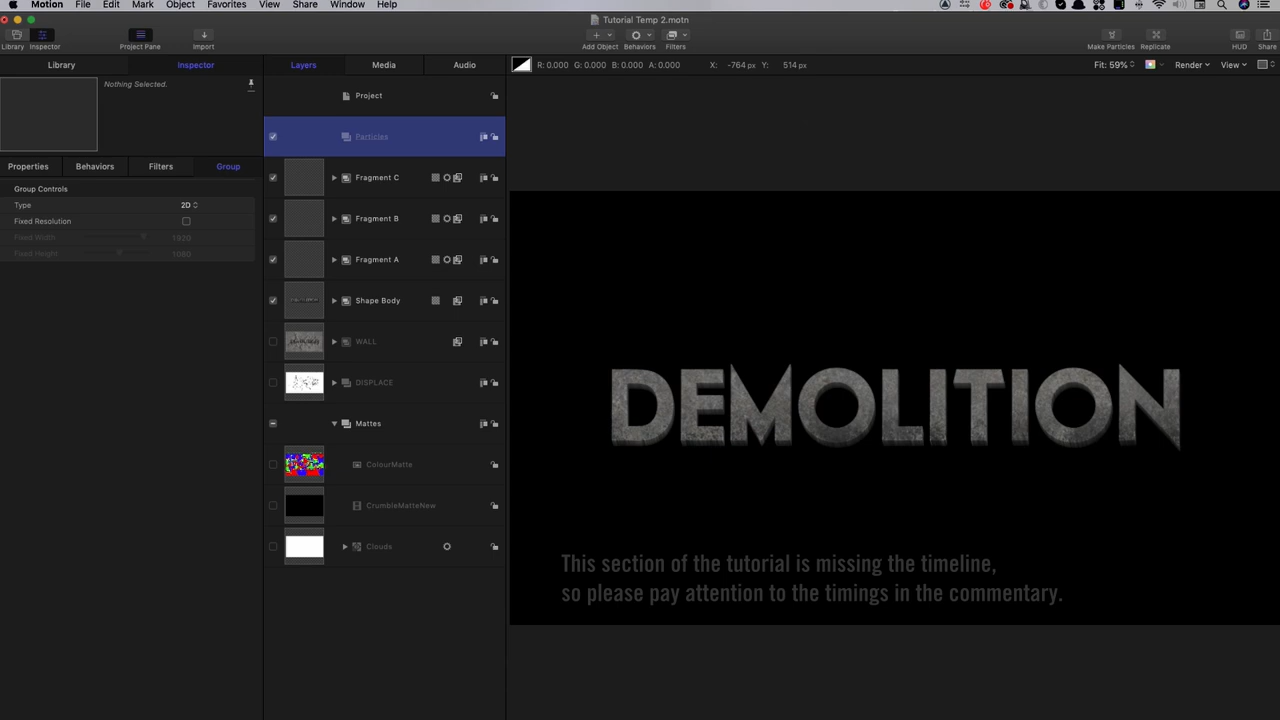 Motion File Edit Mark Object Favorites View Share Window Help
Tutorial Temp 2.motn
Library Inspector Project Pane Import Add Object Behaviors Filters Make Particles Replicate HUD Share
Library Inspector Layers Media Audio R: 0.000 G: 0.000 B: 0.000 A: 0.000 X: -764 px Y: 514 px Fit: 59% Render View
Nothing Selected.
Project
Particles
Properties Behaviors Filters Group
Fragment C
Group Controls
Type 2D
Fixed Resolution
Fragment B
Fixed Width 1920
Fixed Height 1080
Fragment A
Shape Body
WALL
DISPLACE
DEMOLITION
Mattes
ColourMatte
CrumbleMatteNew
Clouds
This section of the tutorial is missing the timeline,
so please pay attention to the timings in the commentary.